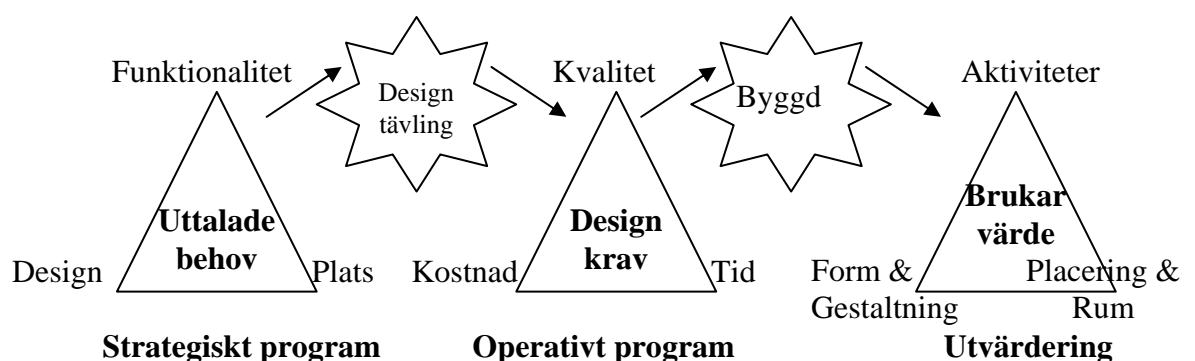 Funktionalitet
Design
tävling
Kvalitet
Byggd
Aktiviteter
Uttalade
behov
Design
Plats
Design
krav
Kostnad
Tid
Brukar
värde
Form &
Gestaltning
Placering &
Rum
Strategiskt program
Operativt program
Utvärdering